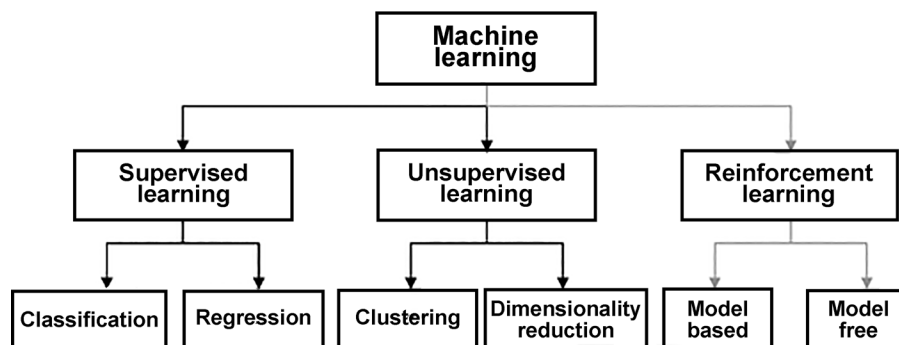 Machine
learning
Supervised
learning
Unsupervised
learning
Reinforcement
learning
Classification
Regression
Clustering
Dimensionality
reduction
Model
based
Model
free